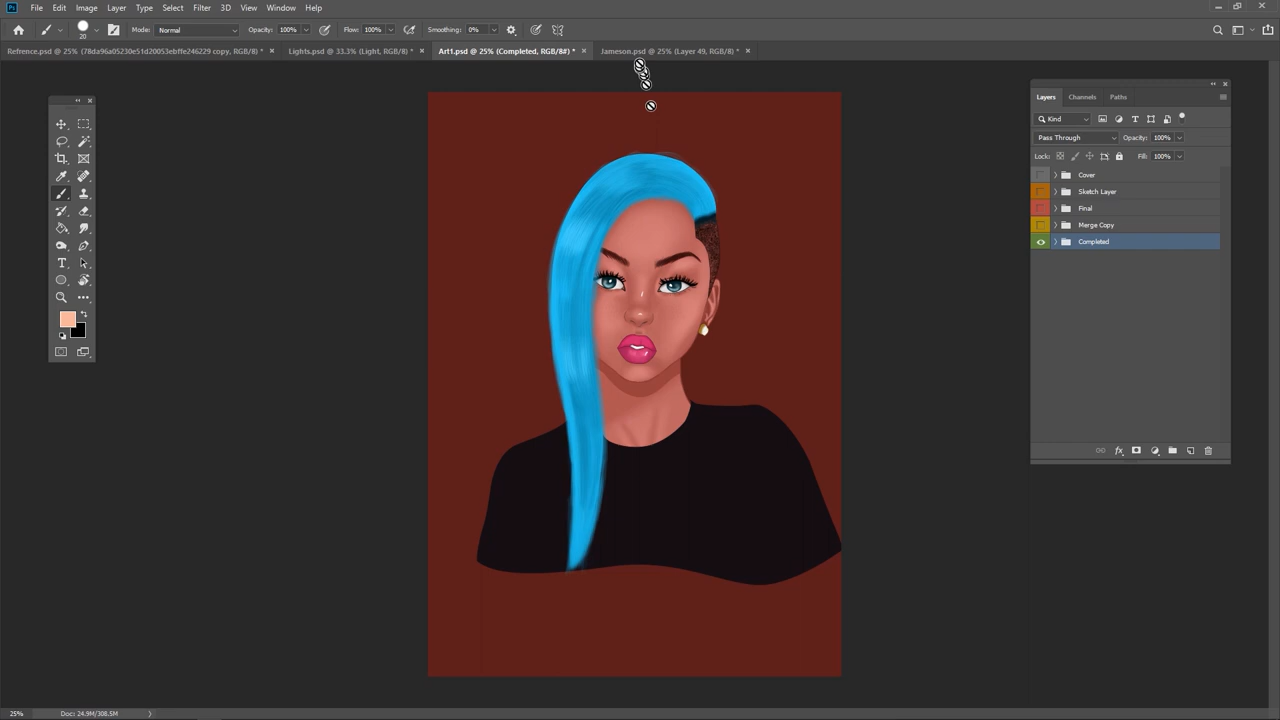 Ps File Edit Image Layer Type Select Filter 3D View Window Help
20 Mode: Normal Opacity: 100% Flow: 100% Smoothing: 0%
Refrence.psd @ 25% (78da96a05230e51d20053ebffe246229 copy, RGB/8) * × Lights.psd @ 33.3% (Light, RGB/8) * × Art1.psd @ 25% (Completed, RGB/8#) * × Jameson.psd @ 25% (Layer 49, RGB/8) * ×
Layers Channels Paths
Kind
Pass Through Opacity: 100%
Lock: Fill: 100%
Cover
Sketch Layer
Final
Merge Copy
Completed
25% Doc: 24.9M/308.5M